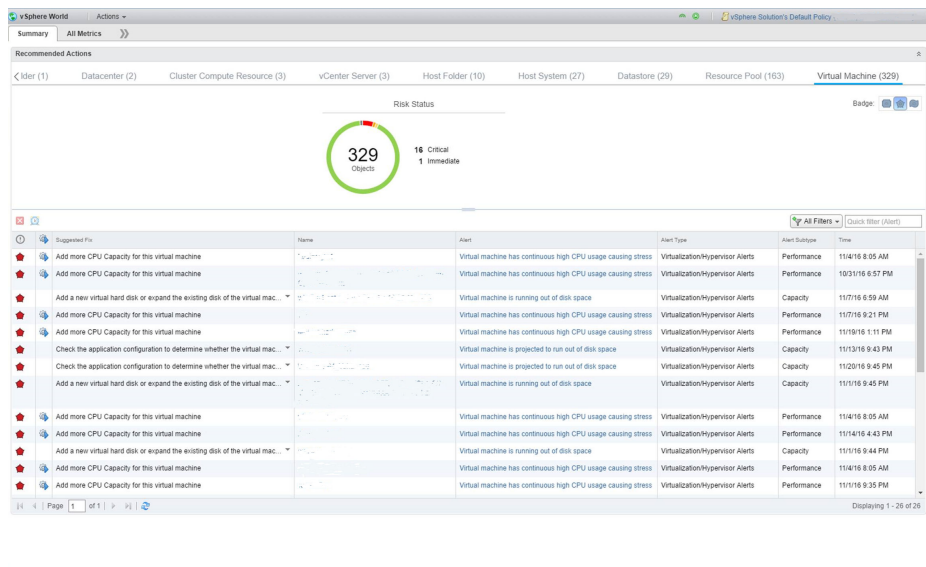 vSphere World Actions vSphere Solution's Default Policy
Summary All Metrics
Recommended Actions
lder (1) Datacenter (2) Cluster Compute Resource (3) vCenter Server (3) Host Folder (10) Host System (27) Datastore (29) Resource Pool (163) Virtual Machine (329)
Risk Status Badge:
329
Objects
16 Critical
1 Immediate
All Filters Quick filter (Alert)
Suggested Fix Name Alert Alert Type Alert Subtype Time
Add more CPU Capacity for this virtual machine Virtual machine has continuous high CPU usage causing stress Virtualization/Hypervisor Alerts Performance 11/4/16 8:05 AM
Add more CPU Capacity for this virtual machine Virtual machine has continuous high CPU usage causing stress Virtualization/Hypervisor Alerts Performance 10/31/16 6:57 PM
Add a new virtual hard disk or expand the existing disk of the virtual mac... Virtual machine is running out of disk space Virtualization/Hypervisor Alerts Capacity 11/7/16 6:59 AM
Add more CPU Capacity for this virtual machine Virtual machine has continuous high CPU usage causing stress Virtualization/Hypervisor Alerts Performance 11/7/16 9:21 PM
Add more CPU Capacity for this virtual machine Virtual machine has continuous high CPU usage causing stress Virtualization/Hypervisor Alerts Performance 11/19/16 1:11 PM
Check the application configuration to determine whether the virtual mac... Virtual machine is projected to run out of disk space Virtualization/Hypervisor Alerts Capacity 11/13/16 9:43 PM
Check the application configuration to determine whether the virtual mac... Virtual machine is projected to run out of disk space Virtualization/Hypervisor Alerts Capacity 11/20/16 9:45 PM
Add a new virtual hard disk or expand the existing disk of the virtual mac... Virtual machine is running out of disk space Virtualization/Hypervisor Alerts Capacity 11/1/16 9:45 PM
Add more CPU Capacity for this virtual machine Virtual machine has continuous high CPU usage causing stress Virtualization/Hypervisor Alerts Performance 11/4/16 8:05 AM
Add more CPU Capacity for this virtual machine Virtual machine has continuous high CPU usage causing stress Virtualization/Hypervisor Alerts Performance 11/14/16 4:43 PM
Add a new virtual hard disk or expand the existing disk of the virtual mac... Virtual machine is running out of disk space Virtualization/Hypervisor Alerts Capacity 11/1/16 9:44 PM
Add more CPU Capacity for this virtual machine Virtual machine has continuous high CPU usage causing stress Virtualization/Hypervisor Alerts Performance 11/4/16 8:05 AM
Add more CPU Capacity for this virtual machine Virtual machine has continuous high CPU usage causing stress Virtualization/Hypervisor Alerts Performance 11/1/16 9:35 PM
Page 1 of 1 Displaying 1 - 26 of 26